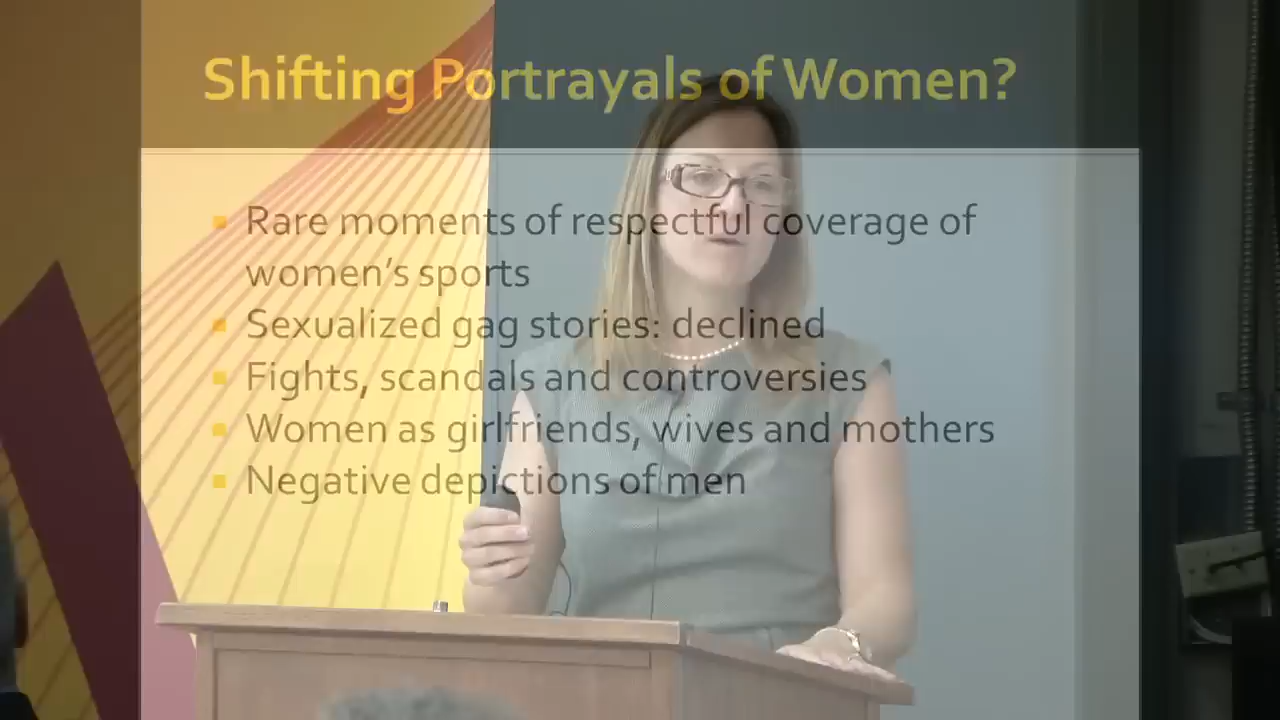 Shifting Portrayals of Women?
Rare moments of respectful coverage of
women's sports
Sexualized gag stories: declined
Fights, scandals and controversies
Women as girlfriends, wives and mothers
Negative depictions of men